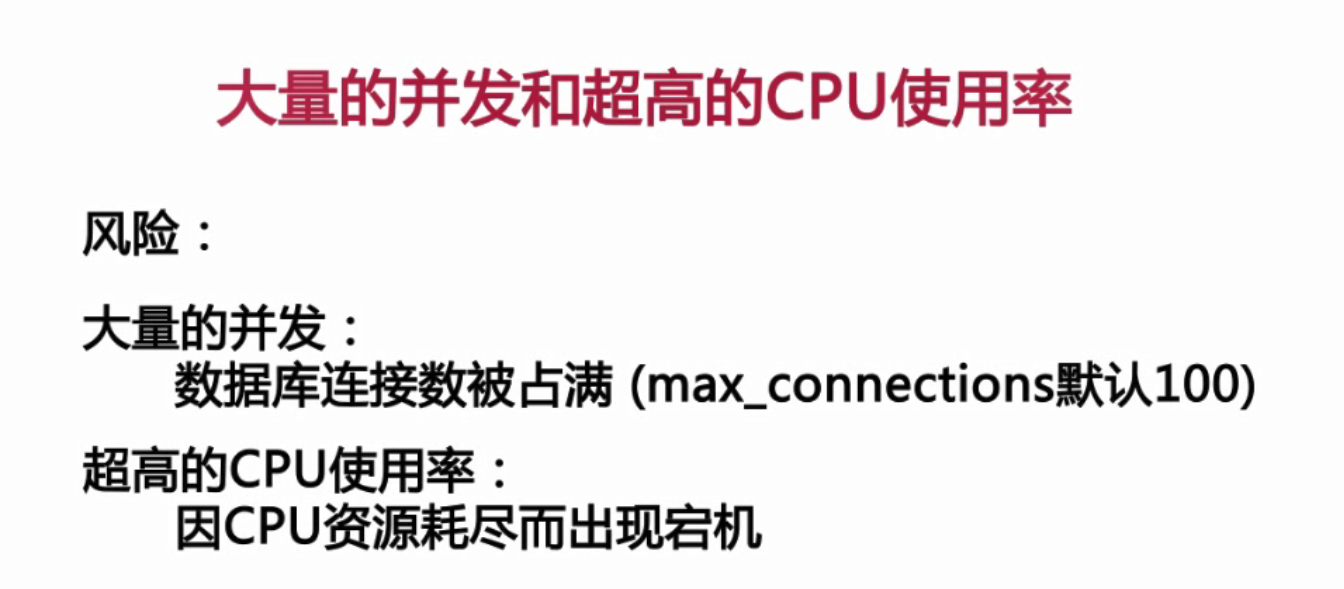 大量的并发和超高的CPU使用率
风险：
大量的并发：
数据库连接数被占满 (max_connections默认100)
超高的CPU使用率：
因CPU资源耗尽而出现宕机